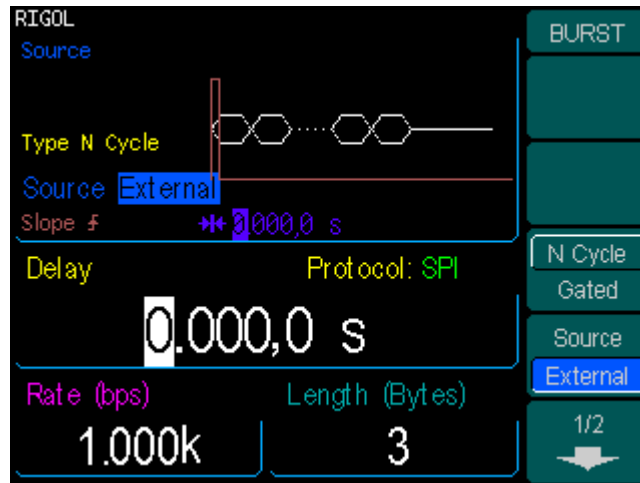 RIGOL
Source
Type N Cycle
Source External
Slope
0.000,0 s
Delay
Protocol: SPI
0.000,0 s
Rate (bps)
Length (Bytes)
1.000k
3
BURST
N Cycle
Gated
Source
External
1/2